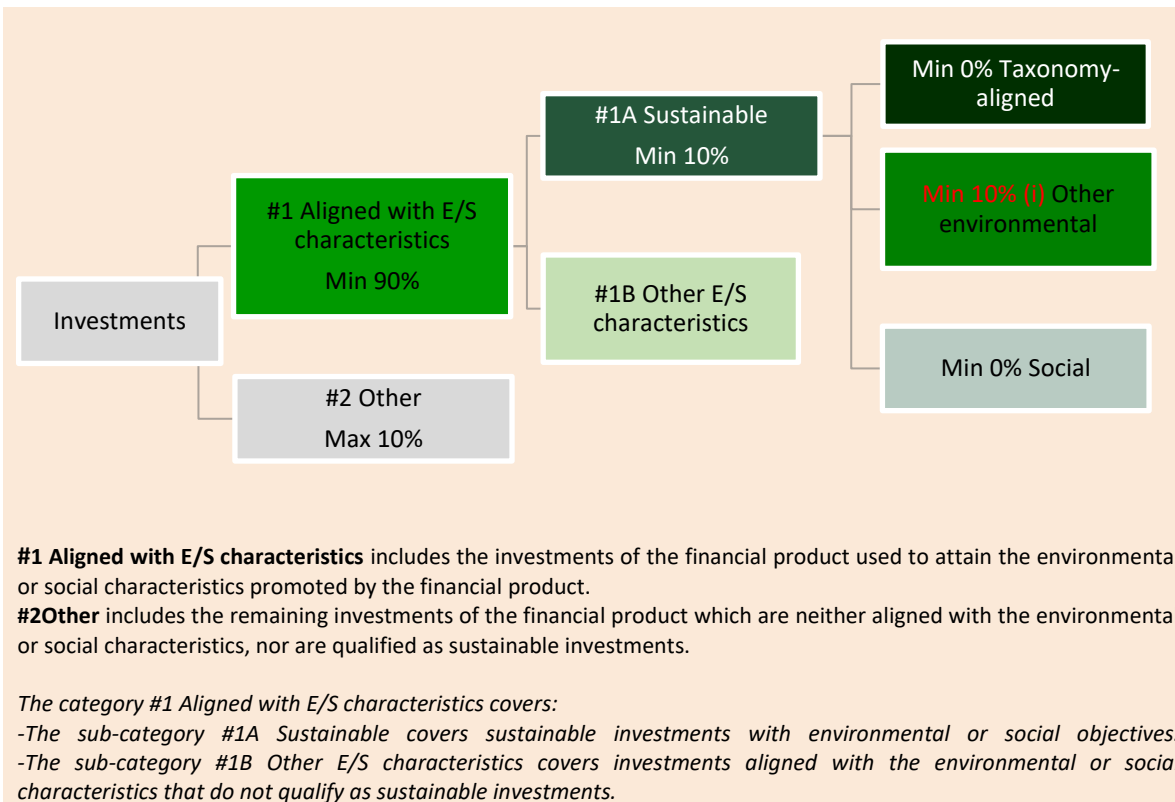 Min 0% Taxonomy-
aligned
#1A Sustainable
Min 10%
Min 10% (i) Other
environmental
#1 Aligned with E/S
characteristics
Min 90%
#1B Other E/S
characteristics
Investments
Min 0% Social
#2 Other
Max 10%
#1 Aligned with E/S characteristics includes the investments of the financial product used to attain the environmenta
or social characteristics promoted by the financial product.
#2Other includes the remaining investments of the financial product which are neither aligned with the environmenta
or social characteristics, nor are qualified as sustainable investments.
The category #1 Aligned with E/S characteristics covers:
-The sub-category #1A Sustainable covers sustainable investments with environmental or social objectives.
-The sub-category #1B Other E/S characteristics covers investments aligned with the environmental or socia
characteristics that do not qualify as sustainable investments.